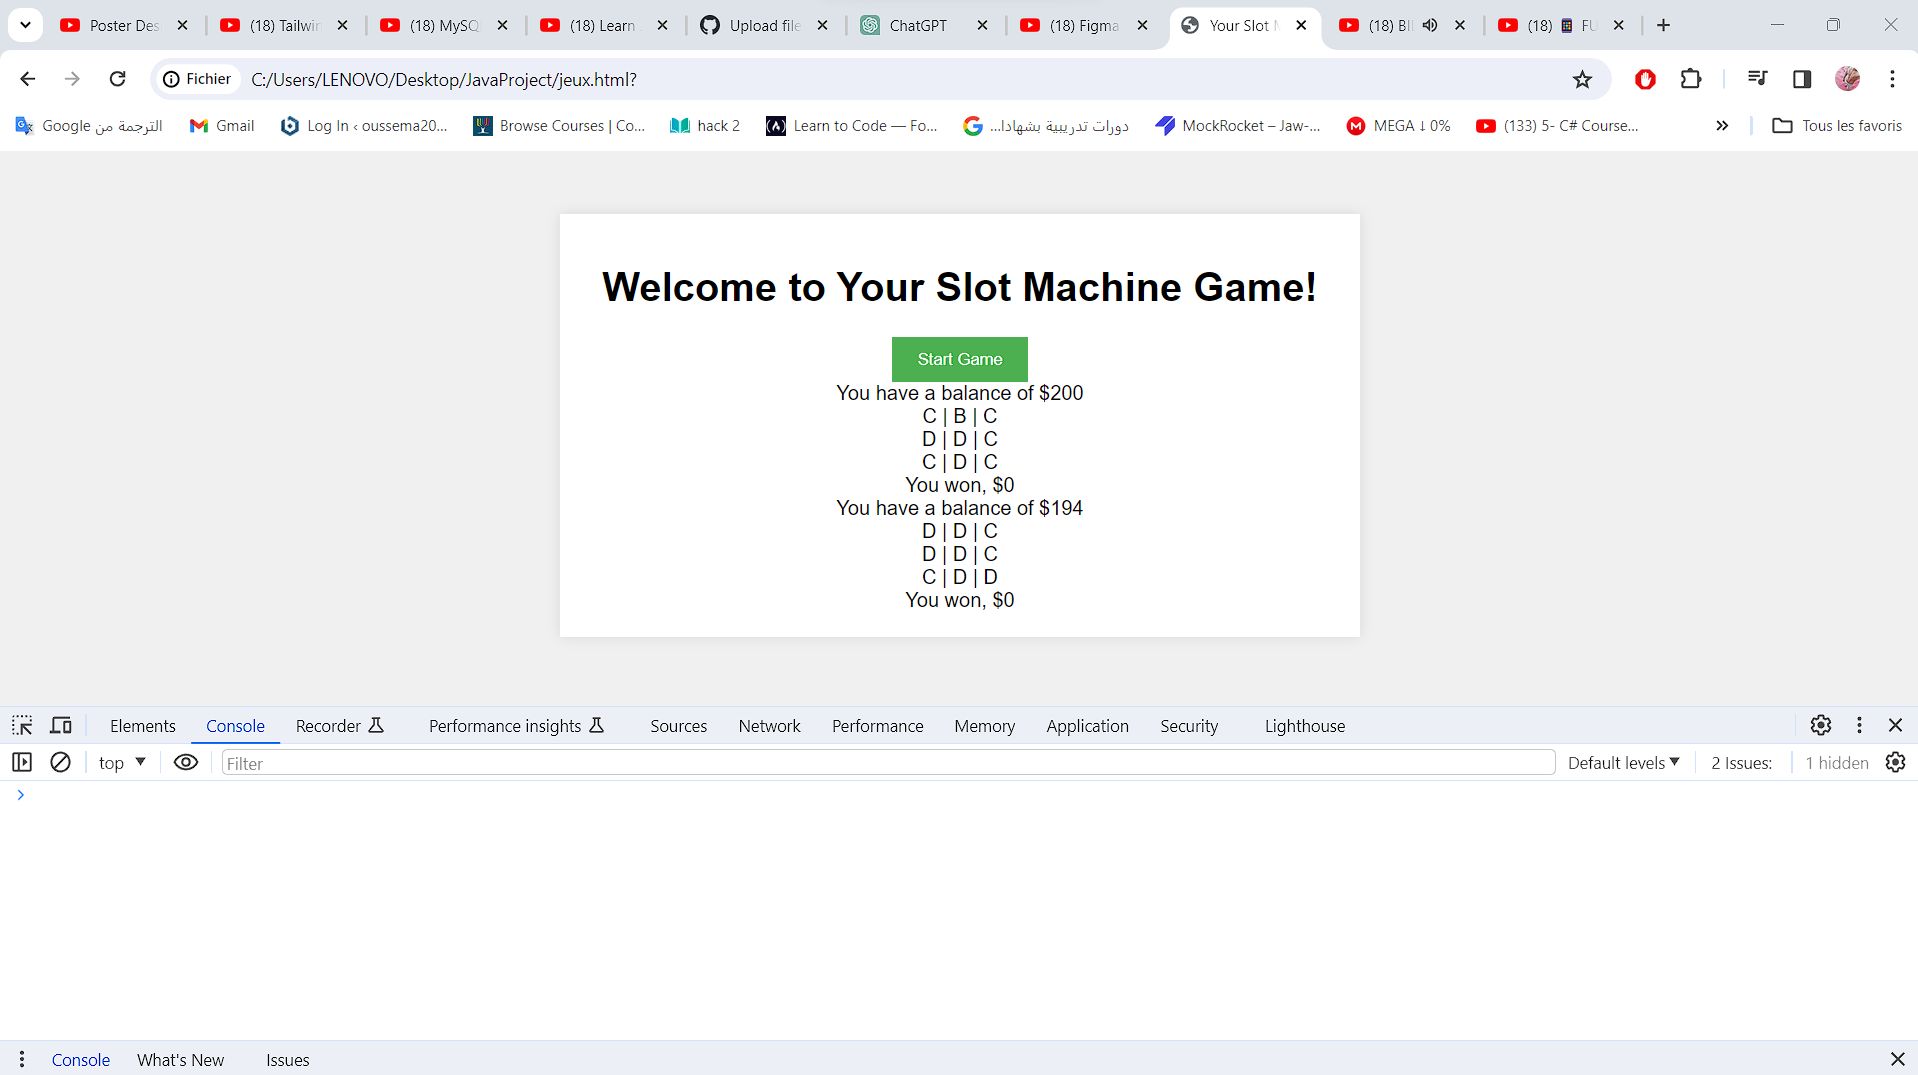 Poster Des
(18) Tailwin
(18) MySQ
(18) Learn
Upload file
ChatGPT
(18) Figma
Your Slot M
(18) Bll
(18) FU
Fichier C:/Users/LENOVO/Desktop/JavaProject/jeux.html?
Google الترجمة من
Gmail
Log In ‹ oussema20...
Browse Courses | Co...
hack 2
Learn to Code — Fo...
دورات تدريبية بشهادا...
MockRocket – Jaw-...
MEGA ↓ 0%
(133) 5- C# Course...
Tous les favoris
Welcome to Your Slot Machine Game!
Start Game
You have a balance of $200
C | B | C
D | D | C
C | D | C
You won, $0
You have a balance of $194
D | D | C
D | D | C
C | D | D
You won, $0
Elements Console Recorder Performance insights Sources Network Performance Memory Application Security Lighthouse
top Filter Default levels 2 Issues: 1 hidden
Console What's New Issues